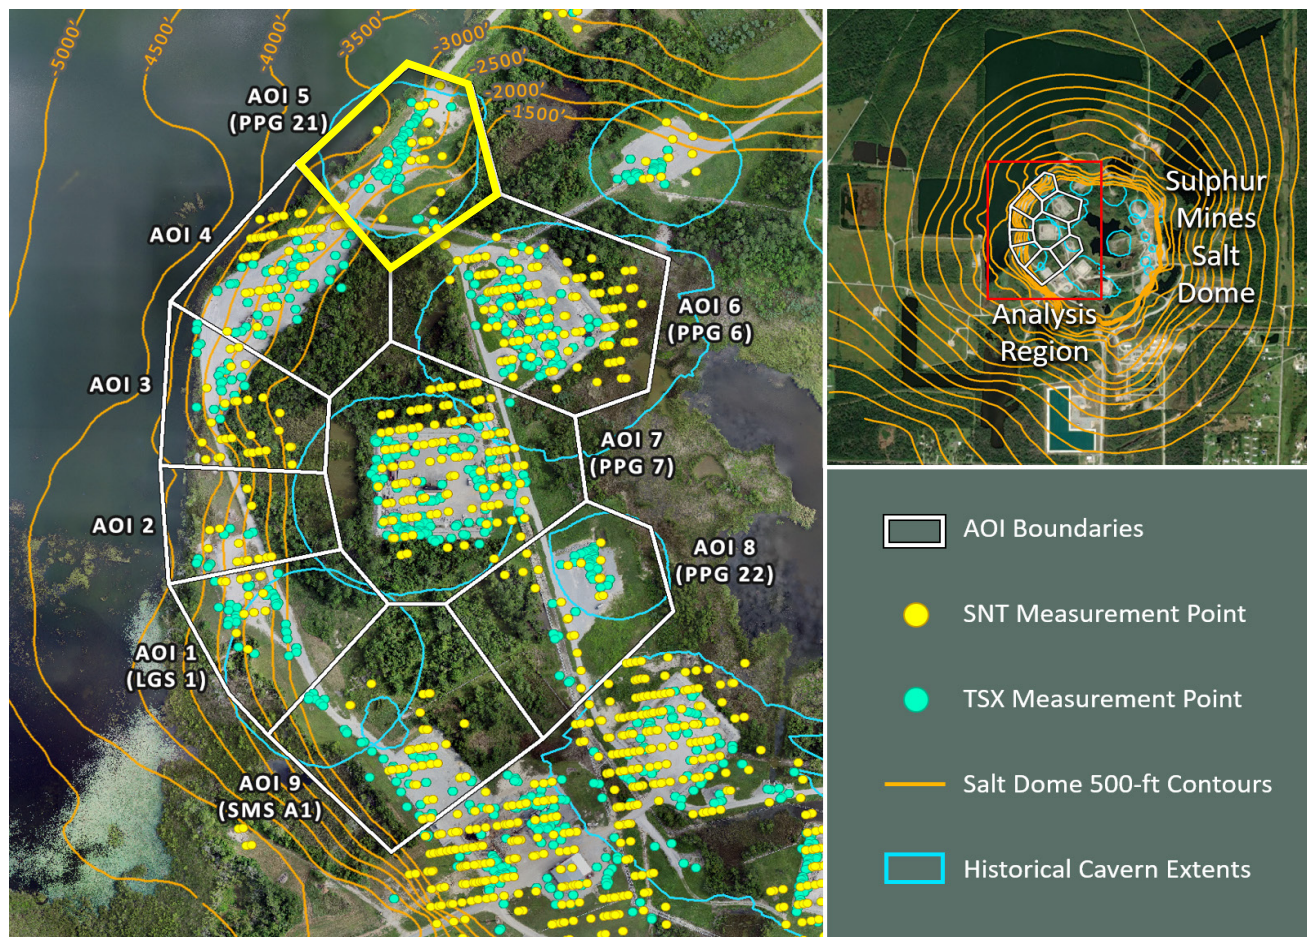 -5000'
-4500'
-4000'
-3500'
-3000'
-2500'
-2000'
-1500'
AOI 5
(PPG 21)
AOI 4
AOI 3
AOI 2
AOI 1
(LGS 1)
AOI 9
(SMS A1)
AOI 6
(PPG 6)
AOI 7
(PPG 7)
AOI 8
(PPG 22)
Sulphur
Mines
Salt
Dome
Analysis
Region
AOI Boundaries
SNT Measurement Point
TSX Measurement Point
Salt Dome 500-ft Contours
Historical Cavern Extents